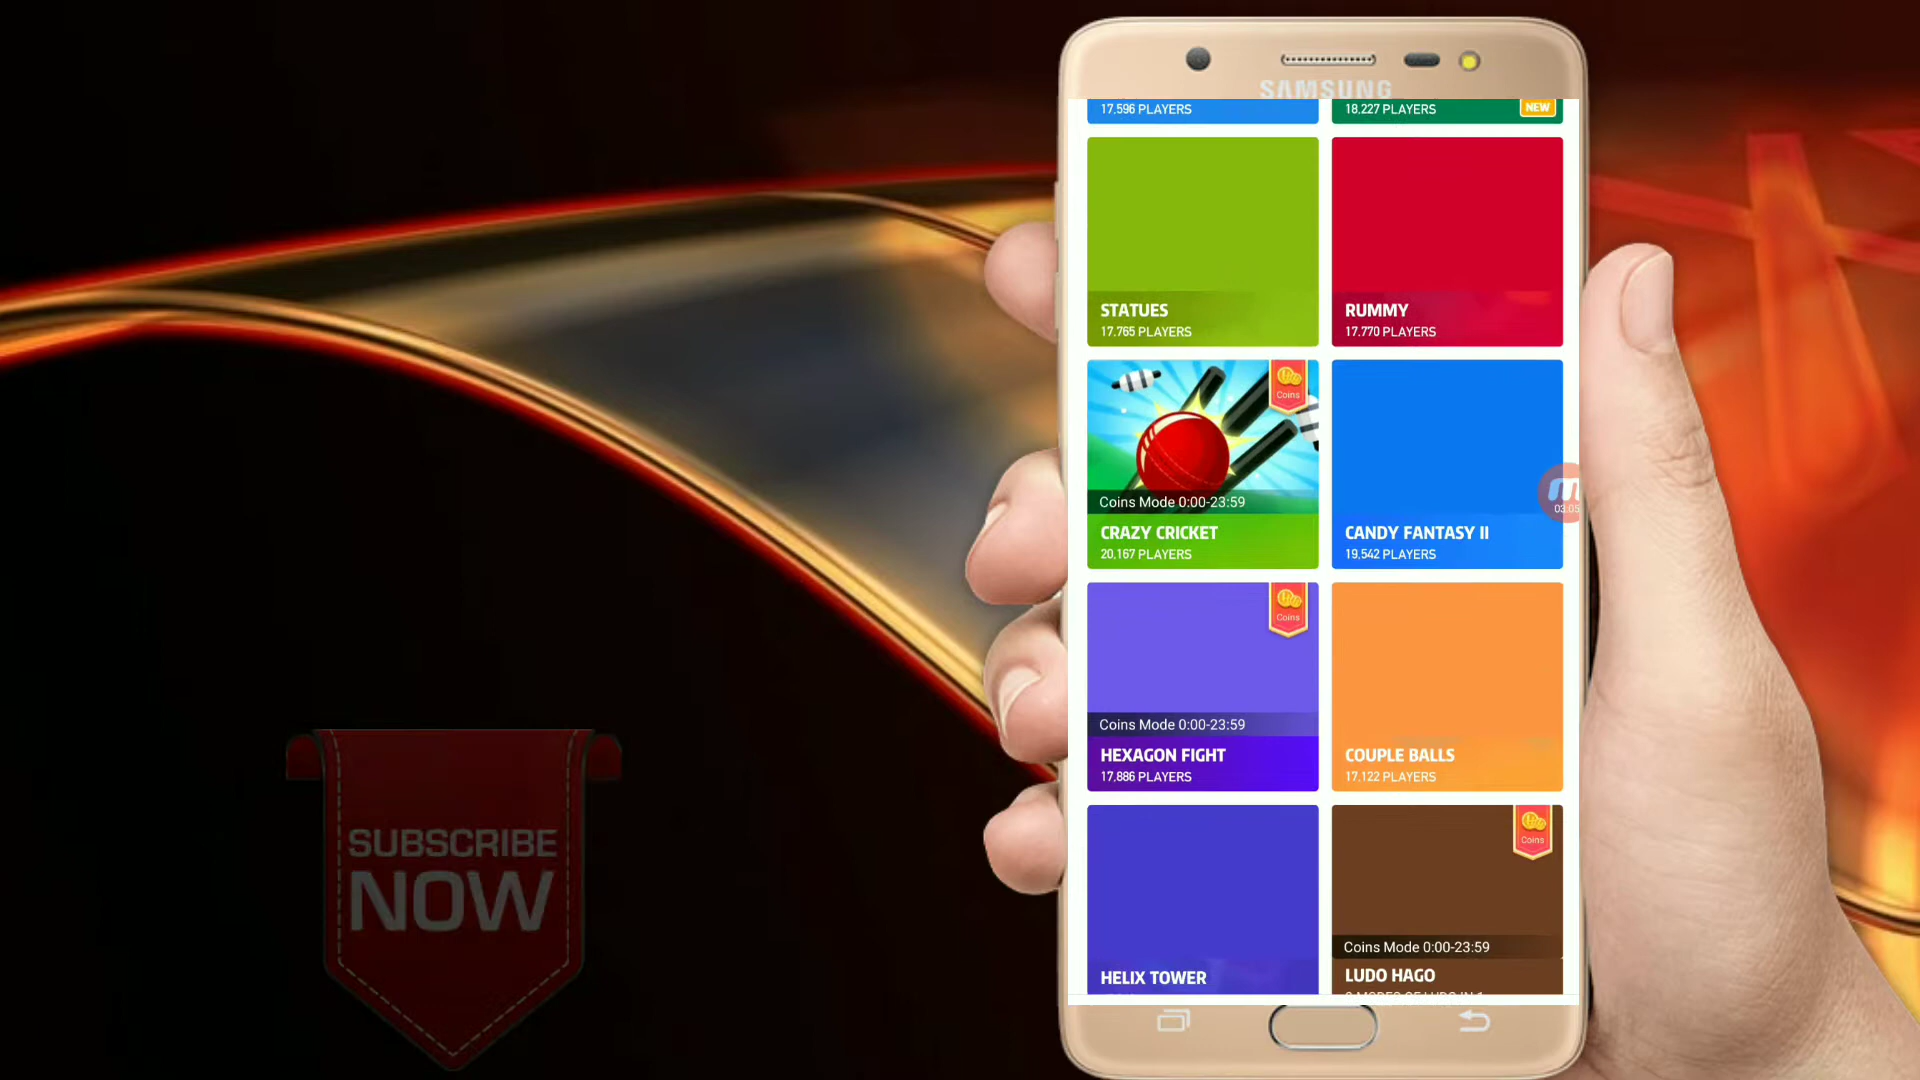 SAMSUNG
17,596 PLAYERS
18,227 PLAYERS
NEW
STATUES
17,765 PLAYERS
RUMMY
17,770 PLAYERS
Coins
Coins Mode 0:00-23:59
CRAZY CRICKET
20,167 PLAYERS
CANDY FANTASY II
19,542 PLAYERS
03:05
Coins
Coins Mode 0:00-23:59
HEXAGON FIGHT
17,886 PLAYERS
COUPLE BALLS
17,122 PLAYERS
HELIX TOWER
Coins
Coins Mode 0:00-23:59
LUDO HAGO
SUBSCRIBE
NOW